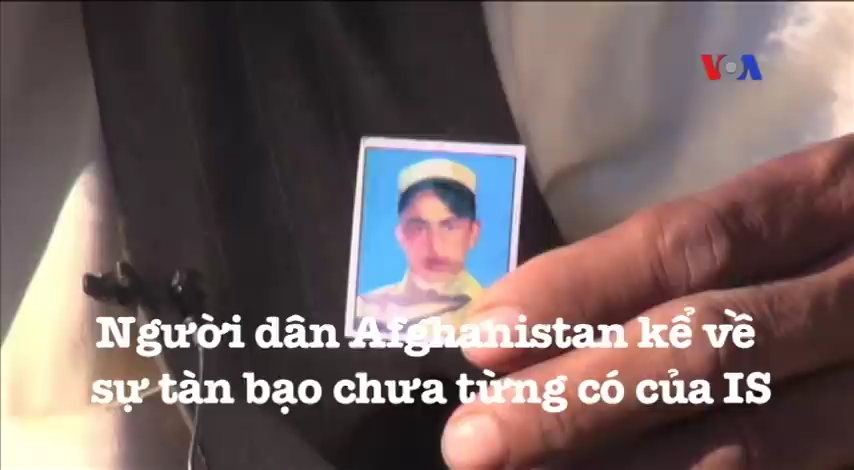 VOA
Người dân Afghanistan kể về
sự tàn bạo chưa từng có của IS